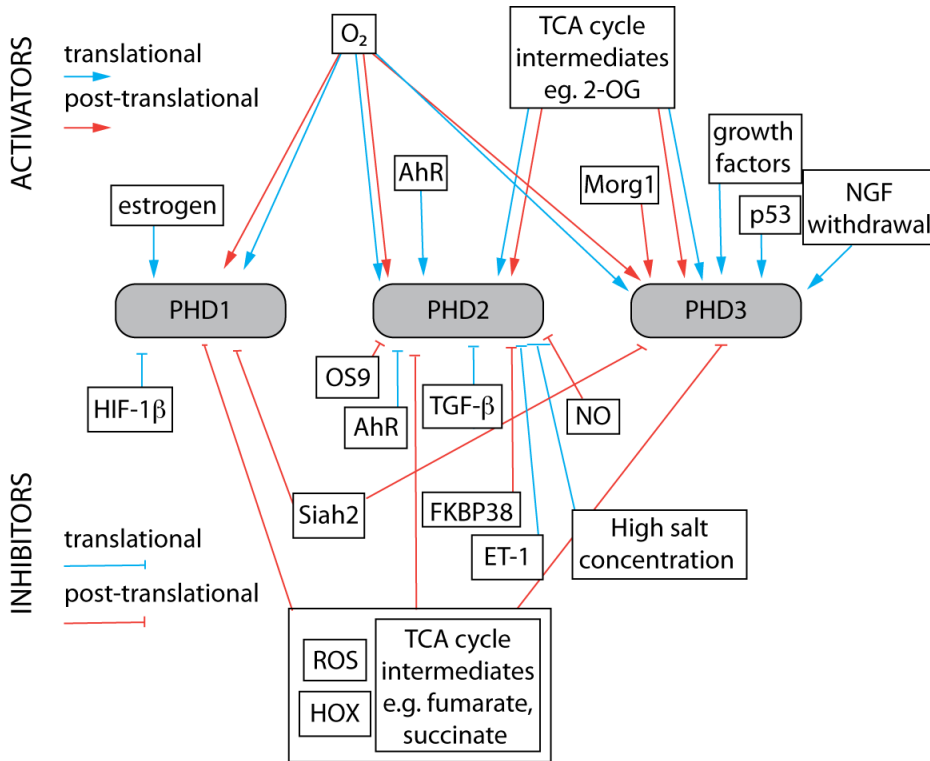 ACTIVATORS
translational
post-translational
O₂
TCA cycle
intermediates
eg. 2-OG
estrogen
AhR
Morg1
growth
factors
p53
NGF
withdrawal
PHD1
PHD2
PHD3
HIF-1β
OS9
AhR
TGF-β
NO
Siah2
FKBP38
ET-1
High salt
concentration
INHIBITORS
translational
post-translational
ROS
HOX
TCA cycle
intermediates
e.g. fumarate,
succinate